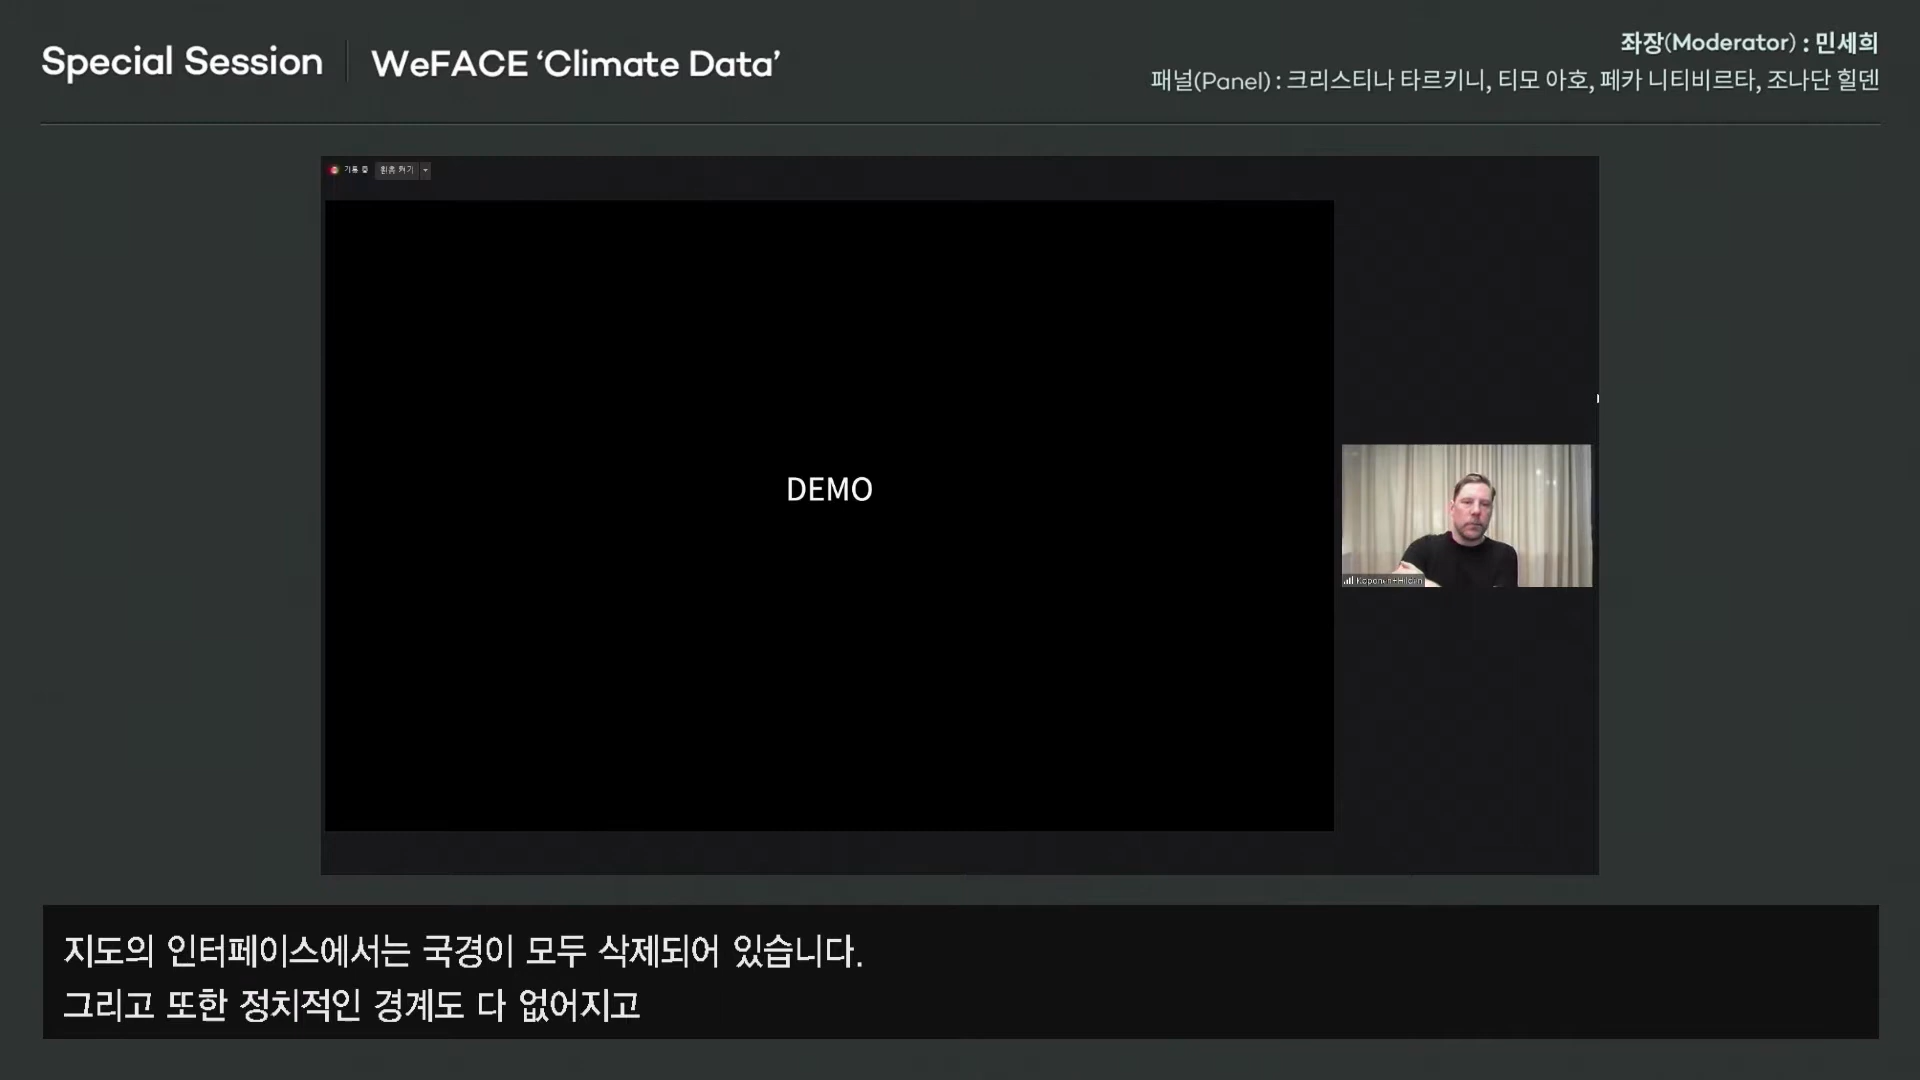 Special Session
WeFACE ‘Climate Data’
좌장(Moderator) : 민세희
패널(Panel) : 크리스티나 타르키니, 티모 아호, 페카 니티비르타, 조나단 힐덴
DEMO
Koponen+Hildén
지도의 인터페이스에서는 국경이 모두 삭제되어 있습니다.
그리고 또한 정치적인 경계도 다 없어지고